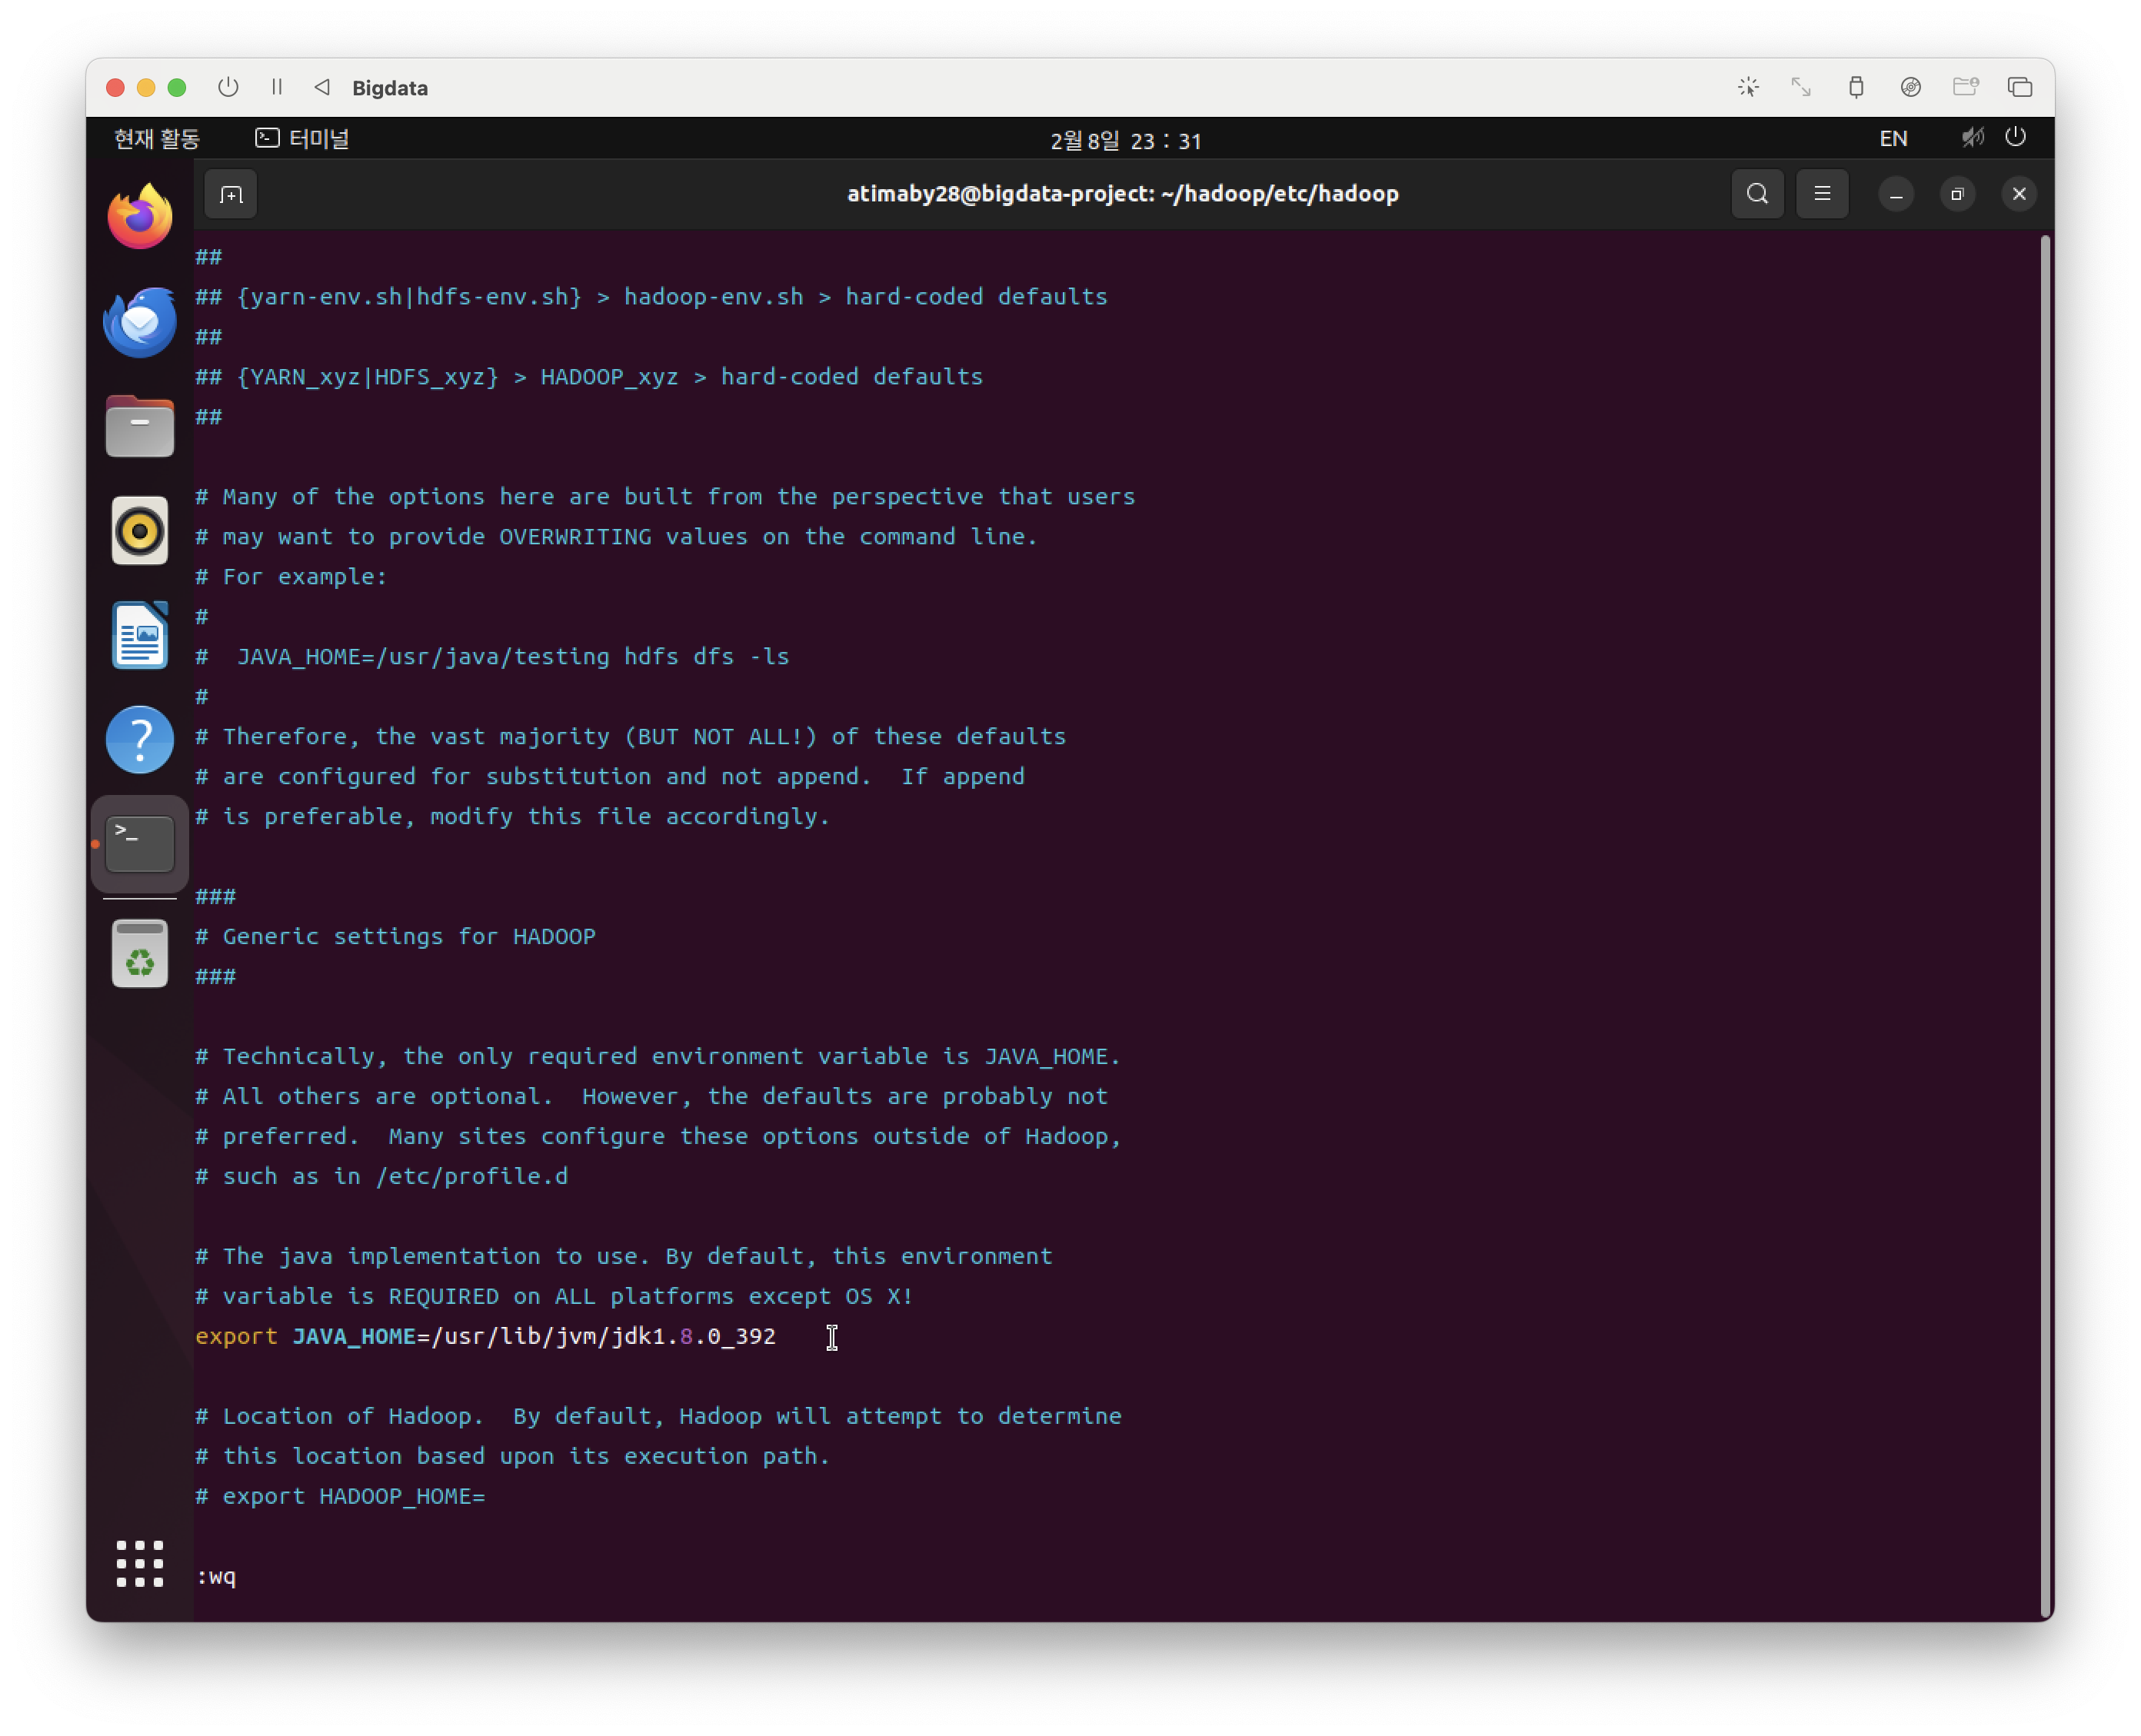 Bigdata
현재 활동
터미널
2월 8일 23 : 31
EN
atimaby28@bigdata-project: ~/hadoop/etc/hadoop
##
## {yarn-env.sh|hdfs-env.sh} > hadoop-env.sh > hard-coded defaults
##
## {YARN_xyz|HDFS_xyz} > HADOOP_xyz > hard-coded defaults
##
# Many of the options here are built from the perspective that users
# may want to provide OVERWRITING values on the command line.
# For example:
#
#  JAVA_HOME=/usr/java/testing hdfs dfs -ls
#
# Therefore, the vast majority (BUT NOT ALL!) of these defaults
# are configured for substitution and not append.  If append
# is preferable, modify this file accordingly.
###
# Generic settings for HADOOP
###
# Technically, the only required environment variable is JAVA_HOME.
# All others are optional.  However, the defaults are probably not
# preferred.  Many sites configure these options outside of Hadoop,
# such as in /etc/profile.d
# The java implementation to use. By default, this environment
# variable is REQUIRED on ALL platforms except OS X!
export JAVA_HOME=/usr/lib/jvm/jdk1.8.0_392
# Location of Hadoop.  By default, Hadoop will attempt to determine
# this location based upon its execution path.
# export HADOOP_HOME=
:wq